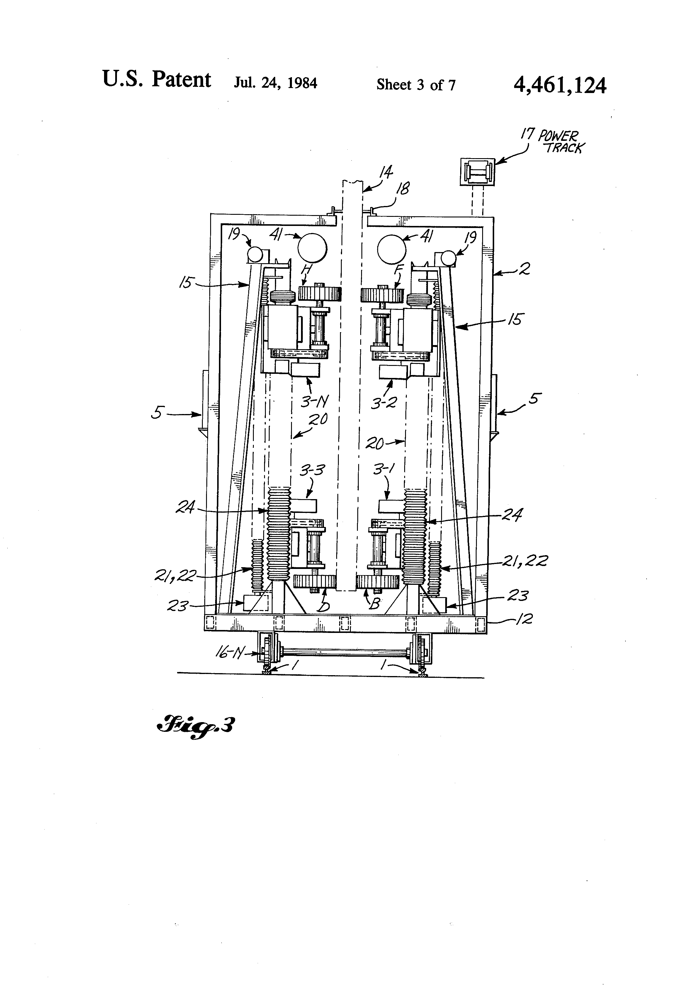 U.S. Patent Jul. 24, 1984 Sheet 3 of 7 4,461,124
17 POWER
TRACK
14
18
19 41 41 19
H F 2
15
15
3-N 3-2 5
5 20
20
3-3 3-1
24 24
21,22 21,22
23 D B 23
12
16-N 1 1
Fig.3